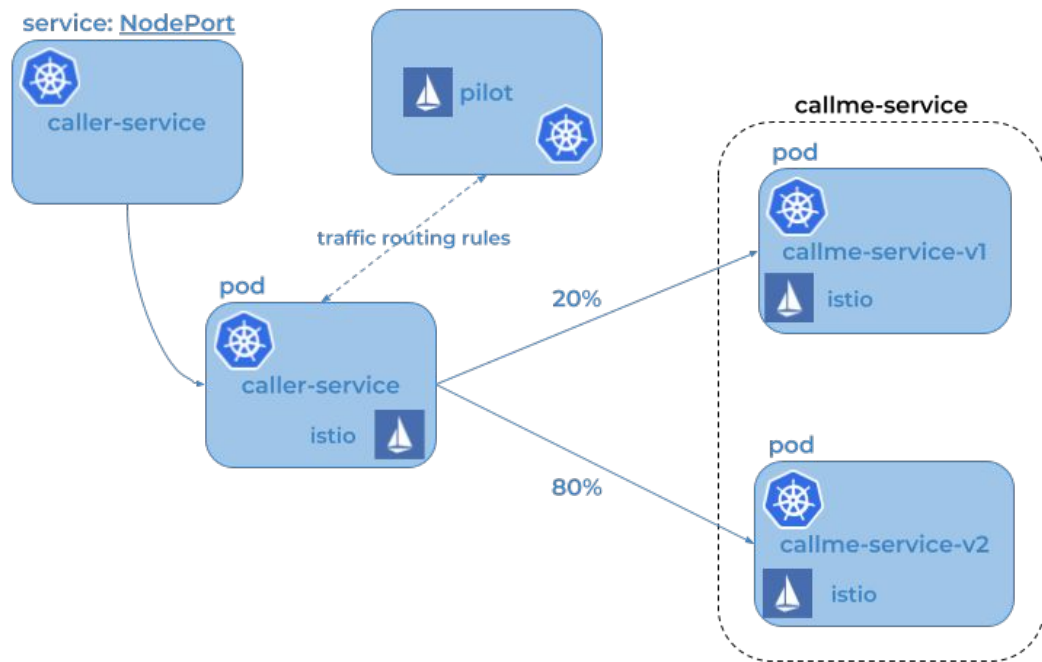 service: NodePort
caller-service
pilot
traffic routing rules
pod
caller-service
istio
20%
80%
callme-service
pod
callme-service-v1
istio
pod
callme-service-v2
istio